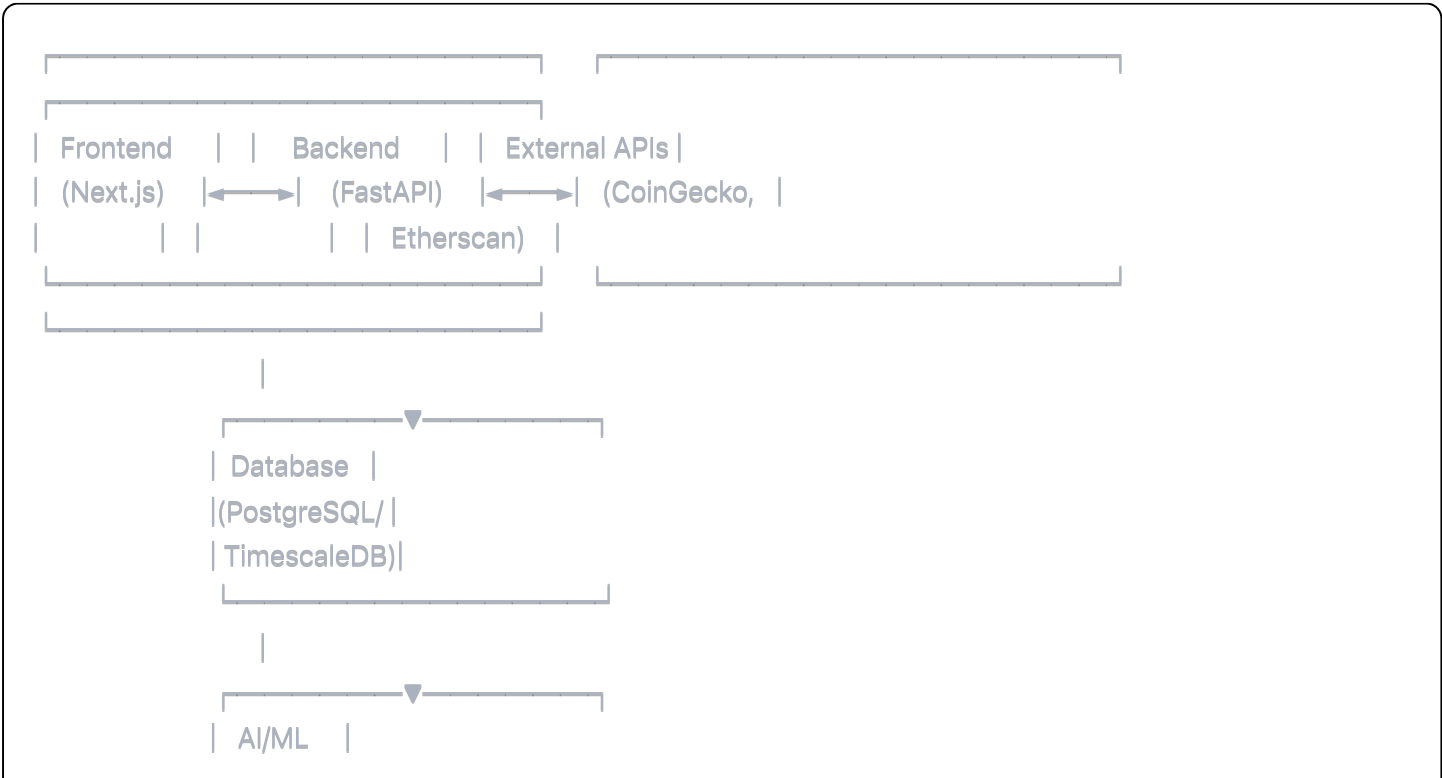 Frontend Backend External APIs
(Next.js) (FastAPI) (CoinGecko,
Etherscan)
Database
(PostgreSQL/
TimescaleDB)
AI/ML